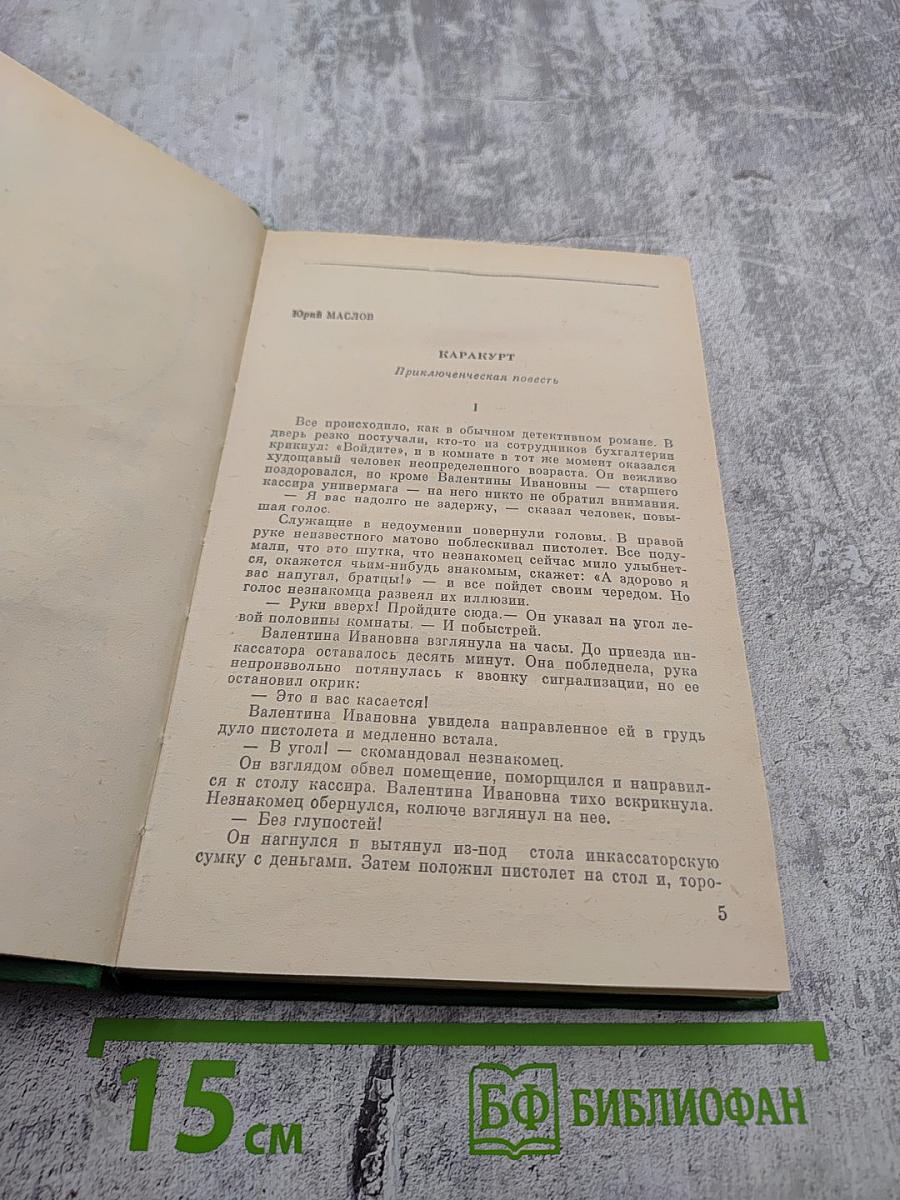 Юрий МАСЛОВ
КАРАКУРТ
Приключенческая повесть
I
Все происходило, как в обычном детективном романе. В
дверь резко постучали, кто-то из сотрудников бухгалтерии
крикнул: «Войдите», и в комнате в тот же момент оказался
худощавый человек неопределенного возраста. Он вежливо
поздоровался, но кроме Валентины Ивановны — старшего
кассира универмага — на него никто не обратил внимания.
— Я вас надолго не задержу, — сказал человек, повы-
шая голос.
Служащие в недоумении повернули головы. В правой
руке неизвестного матово поблескивал пистолет. Все поду-
мали, что это шутка, что незнакомец сейчас мило улыбнет-
ся, окажется чьим-нибудь знакомым, скажет: «А здорово я
вас напугал, братцы!» — и все пойдет своим чередом. Но
голос незнакомца развеял их иллюзии.
— Руки вверх! Пройдите сюда.— Он указал на угол ле-
вой половины комнаты. — И побыстрей.
Валентина Ивановна взглянула на часы. До приезда ин-
кассатора оставалось десять минут. Она побледнела, рука
непроизвольно потянулась к звонку сигнализации, но ее
остановил окрик:
— Это и вас касается!
Валентина Ивановна увидела направленное ей в грудь
дуло пистолета и медленно встала.
— В угол! — скомандовал незнакомец.
Он взглядом обвел помещение, поморщился и направил-
ся к столу кассира. Валентина Ивановна тихо вскрикнула.
Незнакомец обернулся, колюче взглянул на нее.
— Без глупостей!
Он нагнулся и вытянул из-под стола инкассаторскую
сумку с деньгами. Затем положил пистолет на стол и, торо-
5
15 см
БФ БИБЛИОФАН